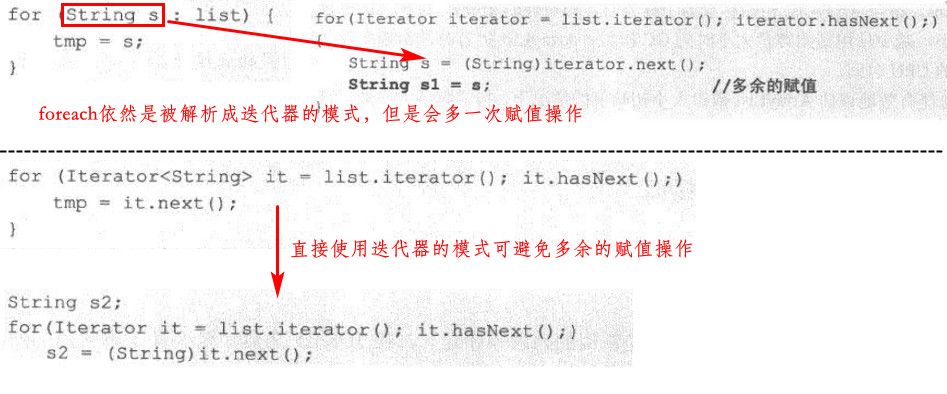 for (String s : list) {
    tmp = s;
}
for(Iterator iterator = list.iterator(); iterator.hasNext();)
{
    String s = (String)iterator.next();
    String s1 = s;                    //多余的赋值
}
foreach依然是被解析成迭代器的模式，但是会多一次赋值操作
for (Iterator<String> it = list.iterator(); it.hasNext();)
    tmp = it.next();
}
直接使用迭代器的模式可避免多余的赋值操作
String s2;
for(Iterator it = list.iterator(); it.hasNext();)
    s2 = (String)it.next();